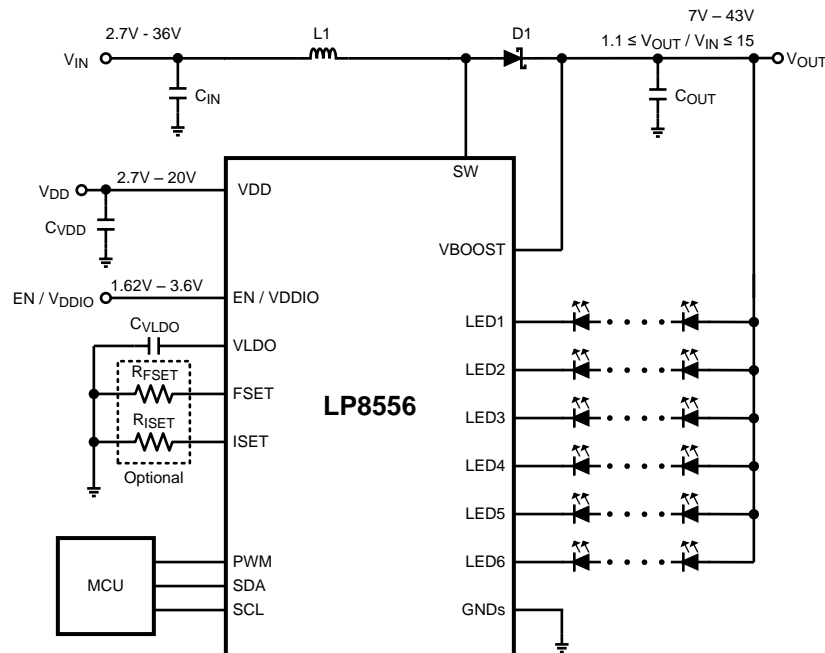 7V – 43V
2.7V - 36V
L1
D1
1.1 ≤ VOUT / VIN ≤ 15
VIN
VOUT
CIN
COUT
SW
2.7V – 20V
VDD
VDD
CVDD
VBOOST
1.62V – 3.6V
EN / VDDIO
EN / VDDIO
LED1
CVLDO
VLDO
LED2
RFSET
FSET
LP8556
LED3
RISET
ISET
LED4
Optional
LED5
MCU
PWM
LED6
SDA
SCL
GNDs